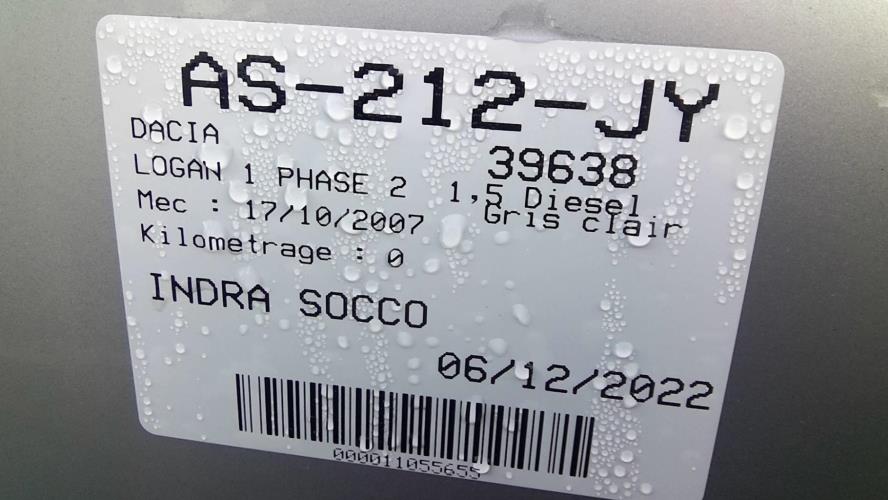 AS-212-JY
DACIA
39638
LOGAN 1 PHASE 2
1,5 Diesel
Mec : 17/10/2007
Gris clair
Kilometrage : 0
INDRA SOCCO
06/12/2022
000011055655